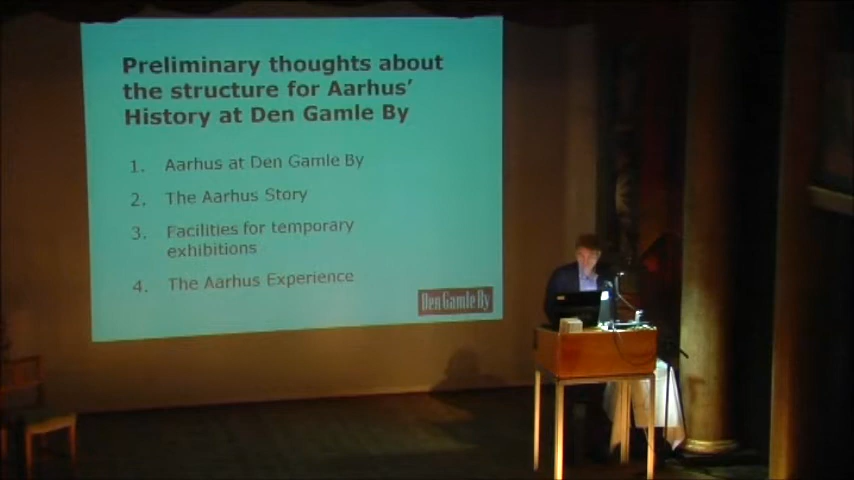 Preliminary thoughts about
the structure for Aarhus'
History at Den Gamle By
1. Aarhus at Den Gamle By
2. The Aarhus Story
3. Facilities for temporary
exhibitions
4. The Aarhus Experience
Den Gamle By